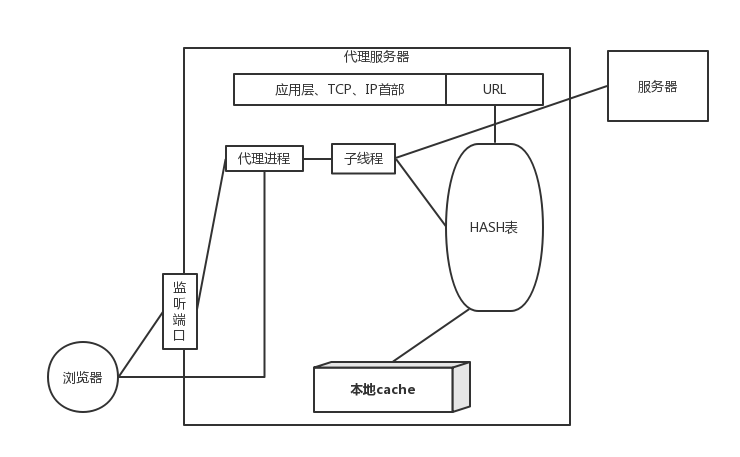 代理服务器
应用层、TCP、IP首部
URL
服务器
代理进程
子线程
HASH表
监
听
端
口
浏览器
本地cache